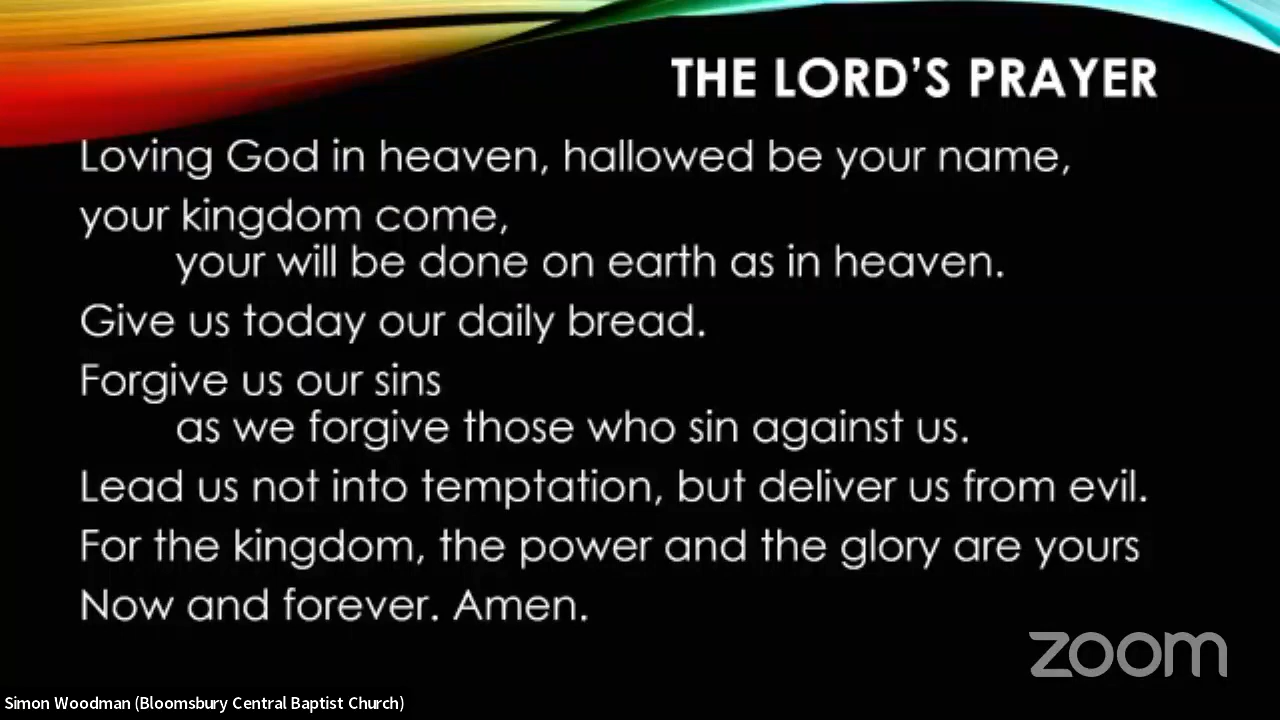 THE LORD’S PRAYER
Loving God in heaven, hallowed be your name,
your kingdom come,
your will be done on earth as in heaven.
Give us today our daily bread.
Forgive us our sins
as we forgive those who sin against us.
Lead us not into temptation, but deliver us from evil.
For the kingdom, the power and the glory are yours
Now and forever. Amen.
zoom
Simon Woodman (Bloomsbury Central Baptist Church)